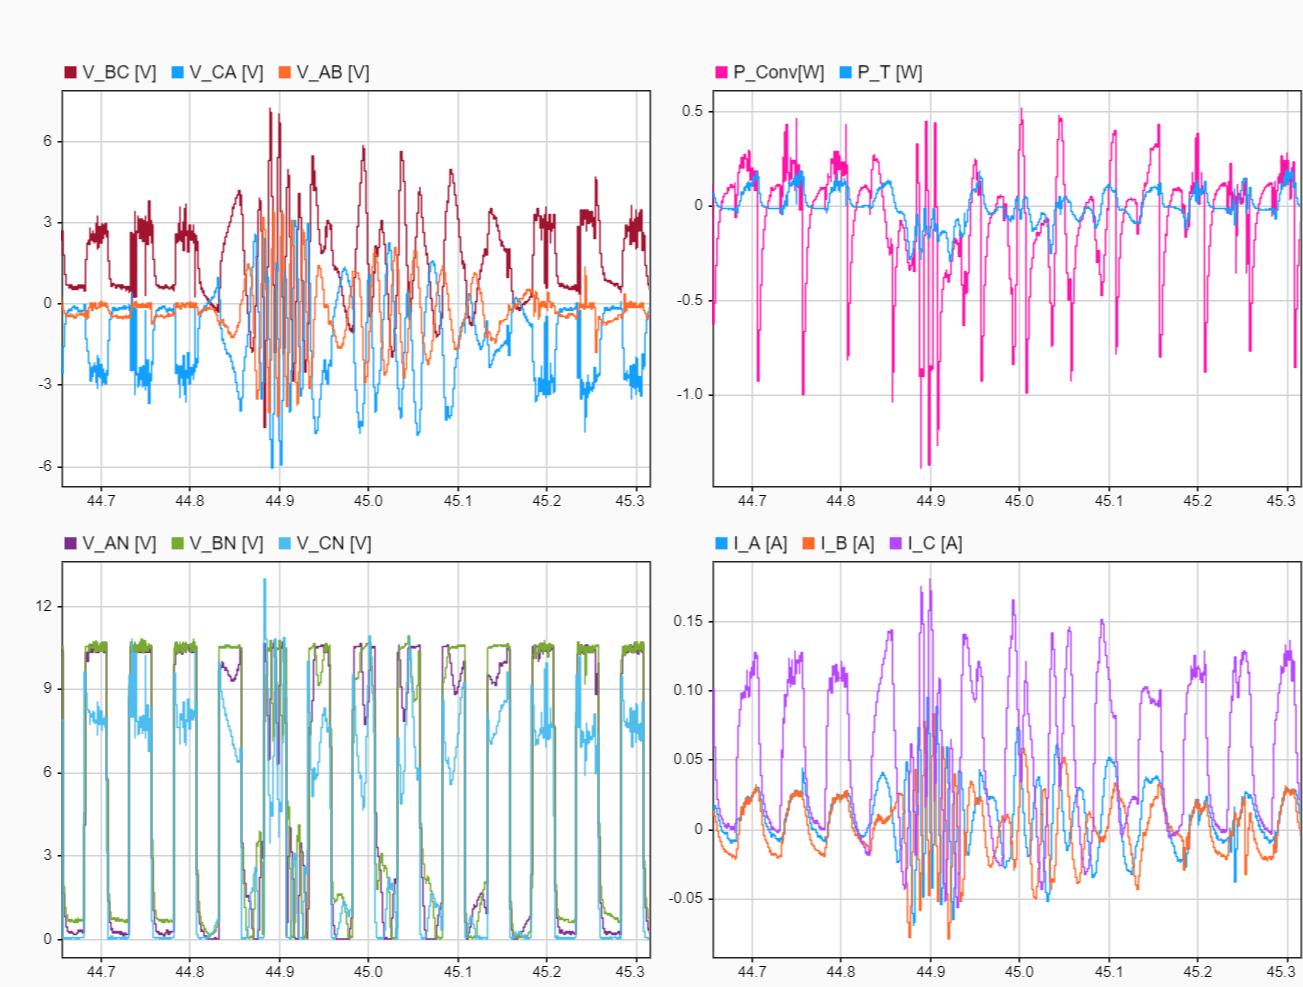 V_BC [V] V_CA [V] V_AB [V]
6
3
0
-3
-6
44.7 44.8 44.9 45.0 45.1 45.2 45.3
P_Conv[W] P_T [W]
0.5
0
-0.5
-1.0
44.7 44.8 44.9 45.0 45.1 45.2 45.3
V_AN [V] V_BN [V] V_CN [V]
12
9
6
3
0
44.7 44.8 44.9 45.0 45.1 45.2 45.3
I_A [A] I_B [A] I_C [A]
0.15
0.10
0.05
0
-0.05
44.7 44.8 44.9 45.0 45.1 45.2 45.3